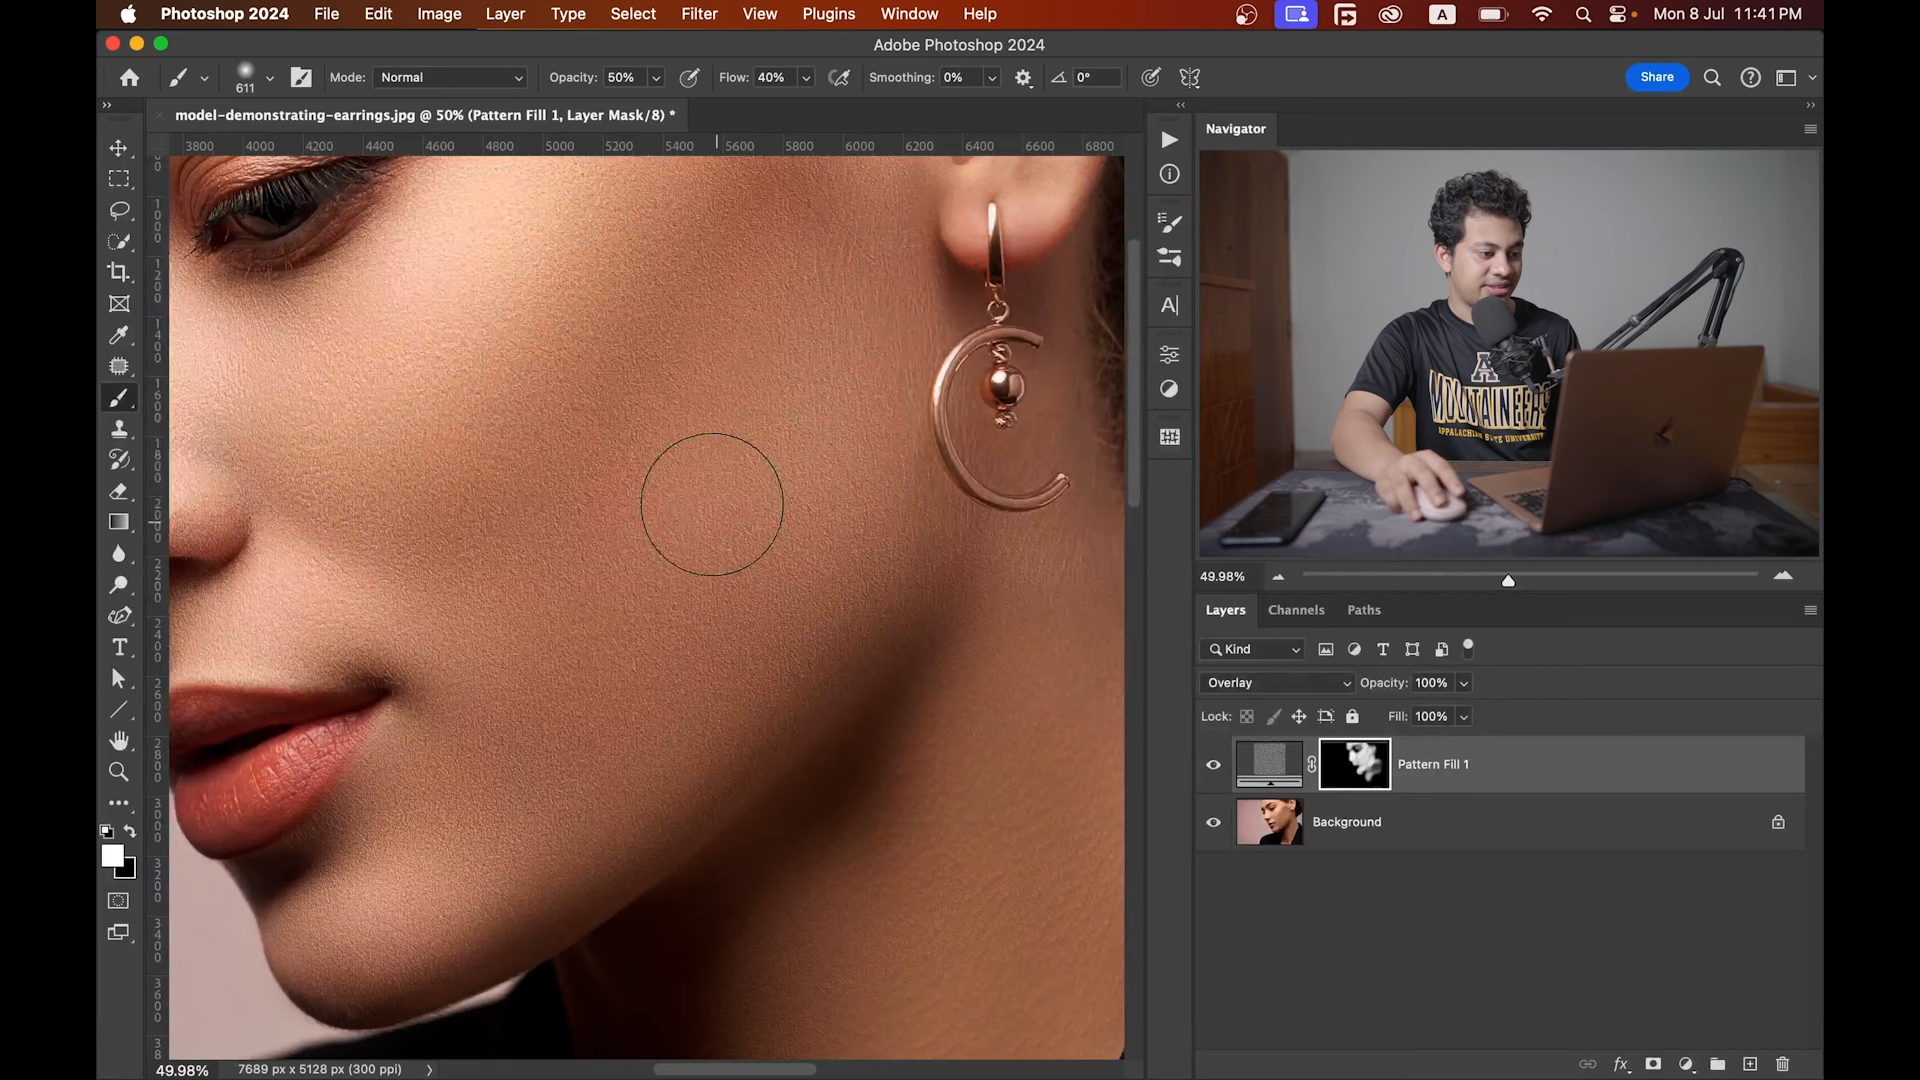 Photoshop 2024 File Edit Image Layer Type Select Filter View Plugins Window Help A Mon 8 Jul 11:41 PM
Adobe Photoshop 2024
611 Mode: Normal Opacity: 50% Flow: 40% Smoothing: 0% 0° Share
model-demonstrating-earrings.jpg @ 50% (Pattern Fill 1, Layer Mask/8) *
3800 4000 4200 4400 4600 4800 5000 5200 5400 5600 5800 6000 6200 6400 6600 6800
Navigator
A
MOUNTAINEERS
APPALACHIAN STATE UNIVERSITY
49.98%
Layers Channels Paths
Kind
Overlay Opacity: 100%
Lock: Fill: 100%
Pattern Fill 1
Background
49.98% 7689 px x 5128 px (300 ppi)
fx